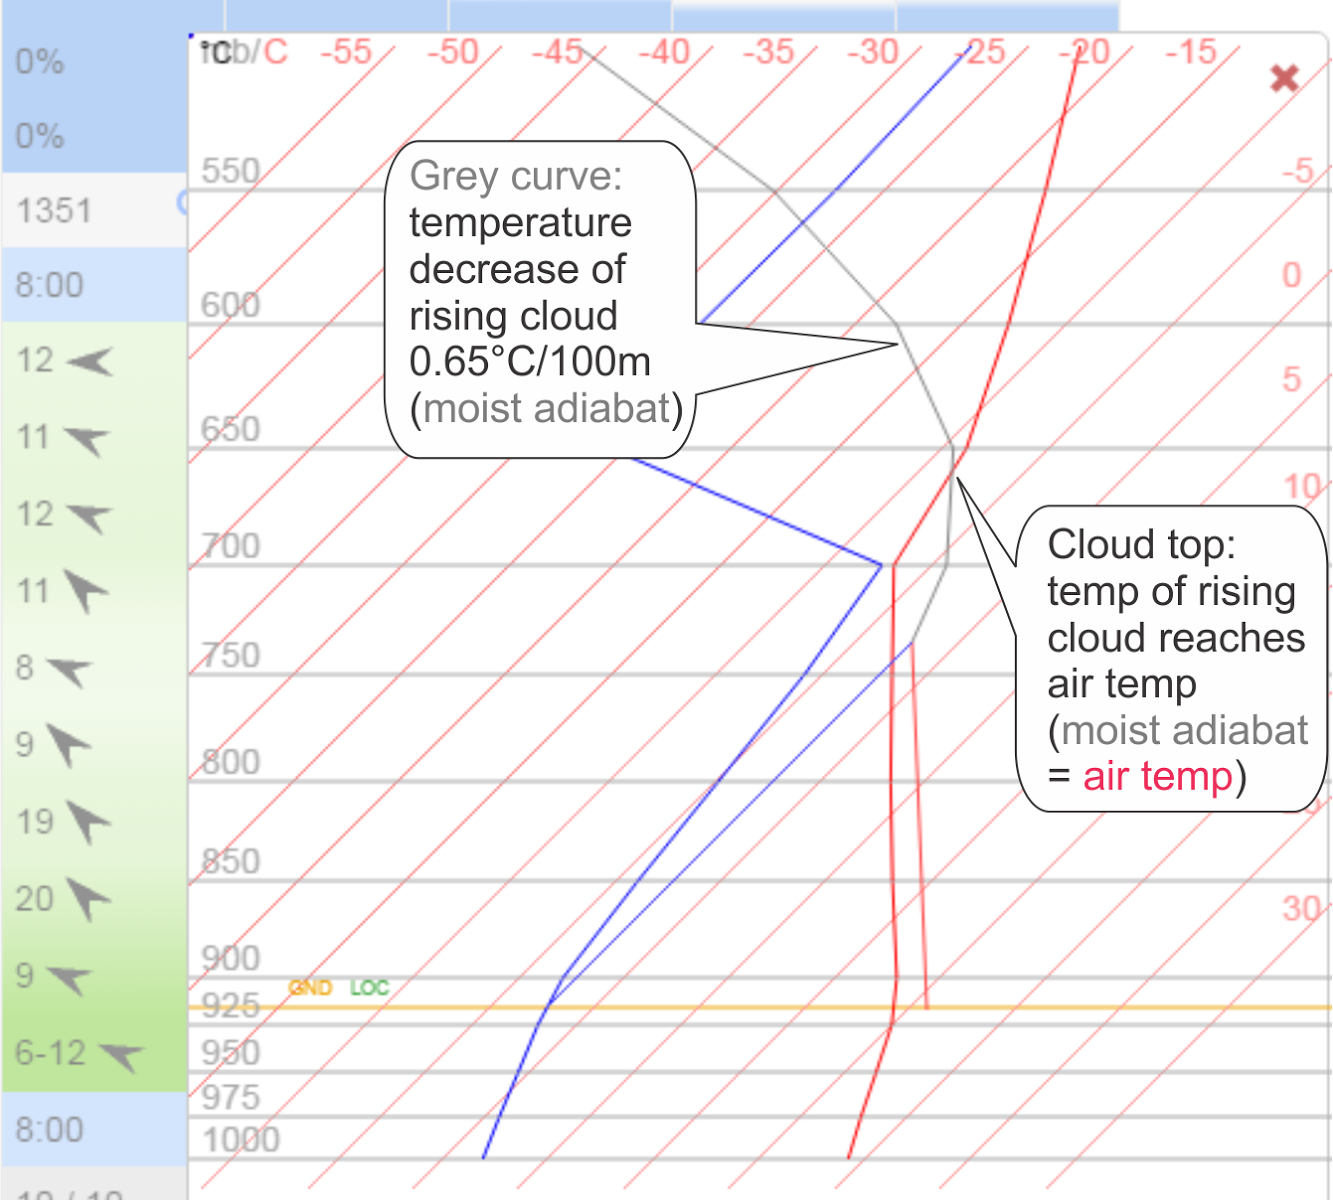 mb/C °C -55 -50 -45 -40 -35 -30 -25 -20 -15
0%
0%
550
-5
1351
8:00
0
600
12
5
11
650
12
10
700
11
750
8
9
800
19
850
20
30
900
9
GND LOC
925
6-12
950
975
8:00
1000
Grey curve:
temperature
decrease of
rising cloud
0.65°C/100m
(moist adiabat)
Cloud top:
temp of rising
cloud reaches
air temp
(moist adiabat
= air temp)